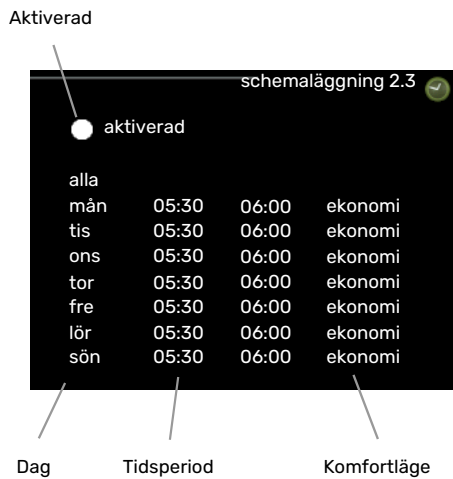 Aktiverad
schemaläggning 2.3
aktiverad
alla
mån 05:30 06:00 ekonomi
tis 05:30 06:00 ekonomi
ons 05:30 06:00 ekonomi
tor 05:30 06:00 ekonomi
fre 05:30 06:00 ekonomi
lör 05:30 06:00 ekonomi
sön 05:30 06:00 ekonomi
Dag Tidsperiod Komfortläge